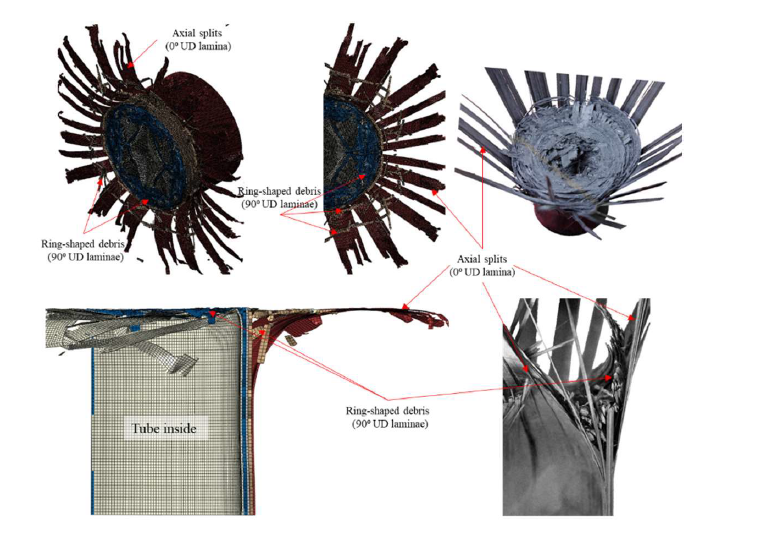 Axial splits
(0° UD lamina)
Ring-shaped debris
(90° UD laminae)
Ring-shaped debris
(90° UD laminae)
Axial splits
(0° UD lamina)
Ring-shaped debris
(90° UD laminae)
Tube inside